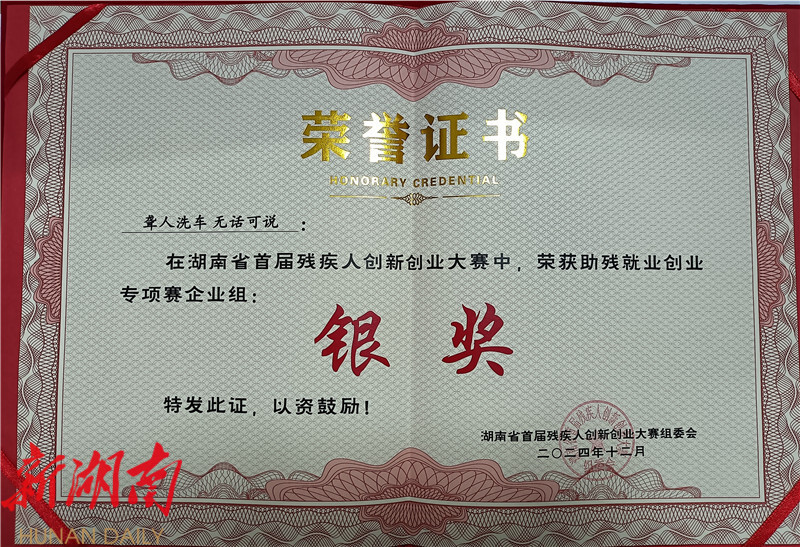 荣誉证书
HONORARY CREDENTIAL
聋人洗车 无话可说：
在湖南省首届残疾人创新创业大赛中，荣获助残就业创业
专项赛企业组：
银奖
特发此证，以资鼓励！
湖南省首届残疾人创新创业大赛组委会
二〇二四年十二月
新湖南
HUNAN DAILY